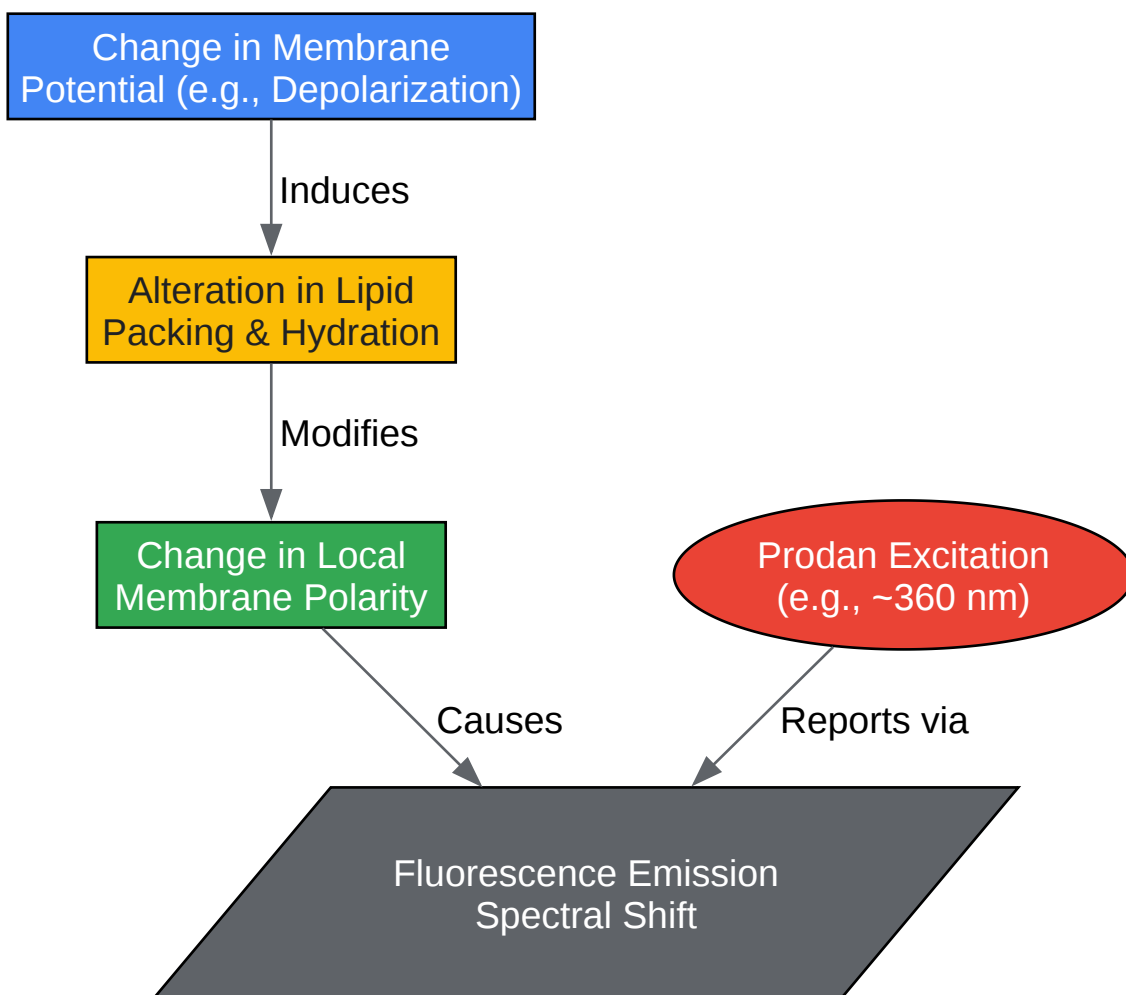 Change in Membrane
Potential (e.g., Depolarization)
Induces
Alteration in Lipid
Packing & Hydration
Modifies
Change in Local
Membrane Polarity
Prodan Excitation
(e.g., ~360 nm)
Causes
Reports via
Fluorescence Emission
Spectral Shift